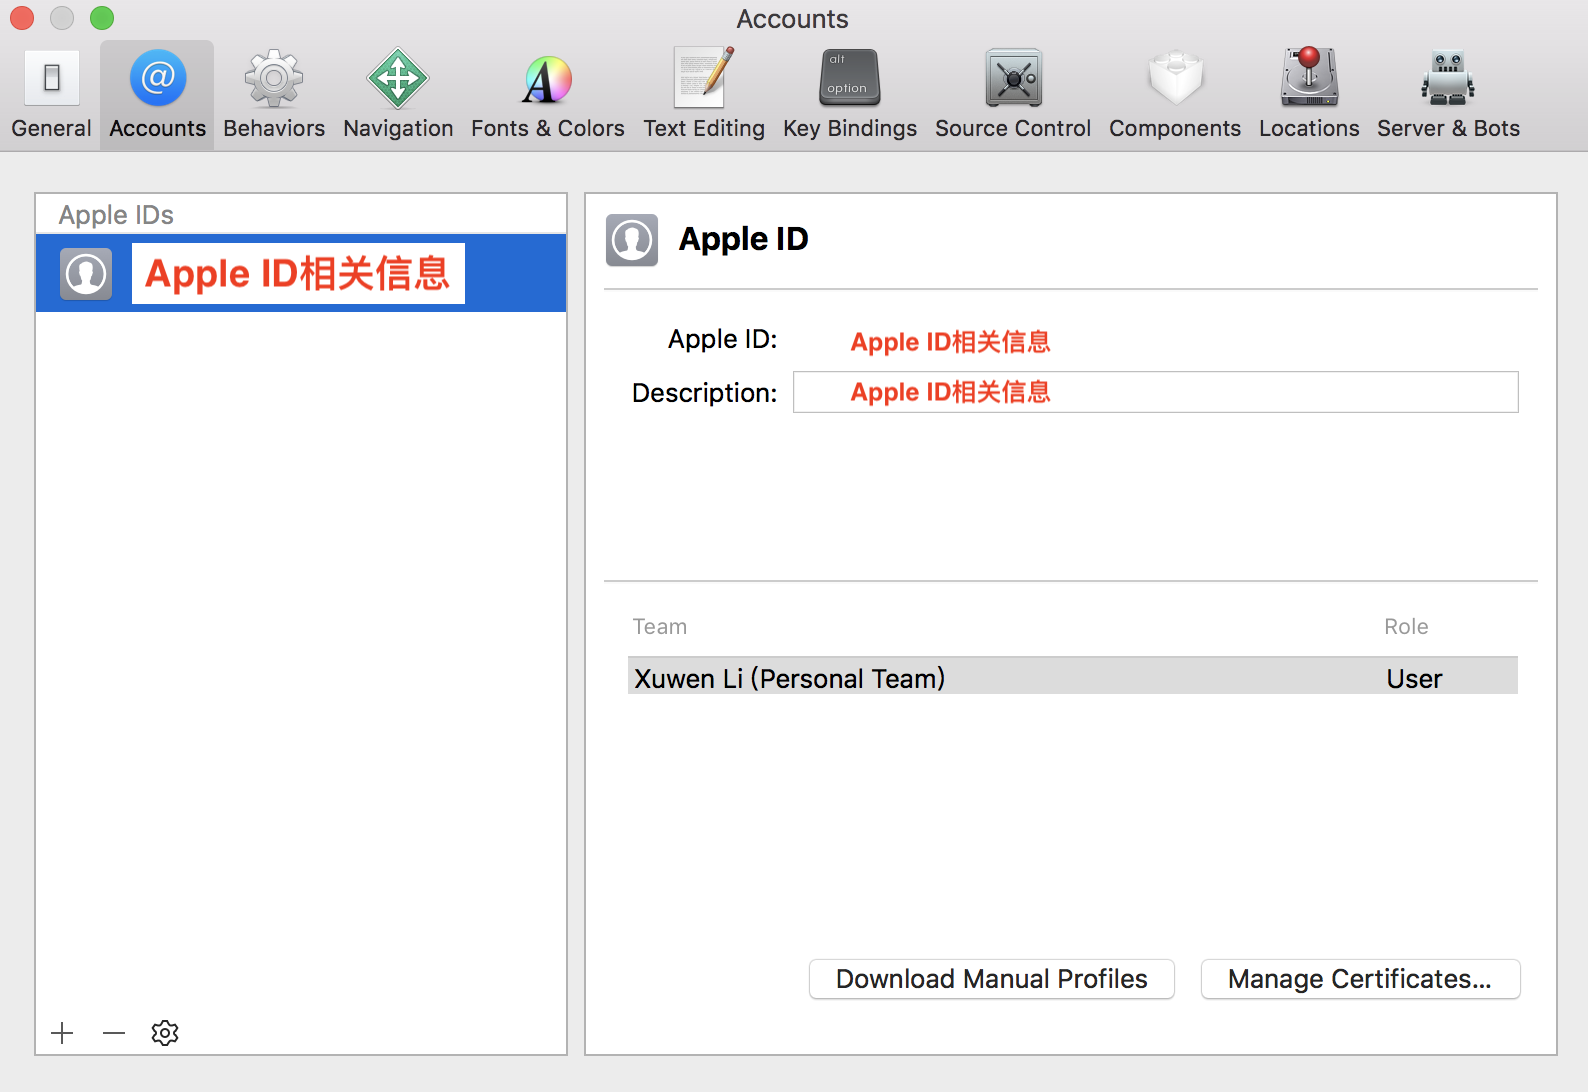 Accounts
General Accounts Behaviors Navigation Fonts & Colors Text Editing alt option Key Bindings Source Control Components Locations Server & Bots
Apple IDs
Apple ID相关信息
Apple ID
Apple ID: Apple ID相关信息
Description: Apple ID相关信息
Team Role
Xuwen Li (Personal Team) User
Download Manual Profiles Manage Certificates...